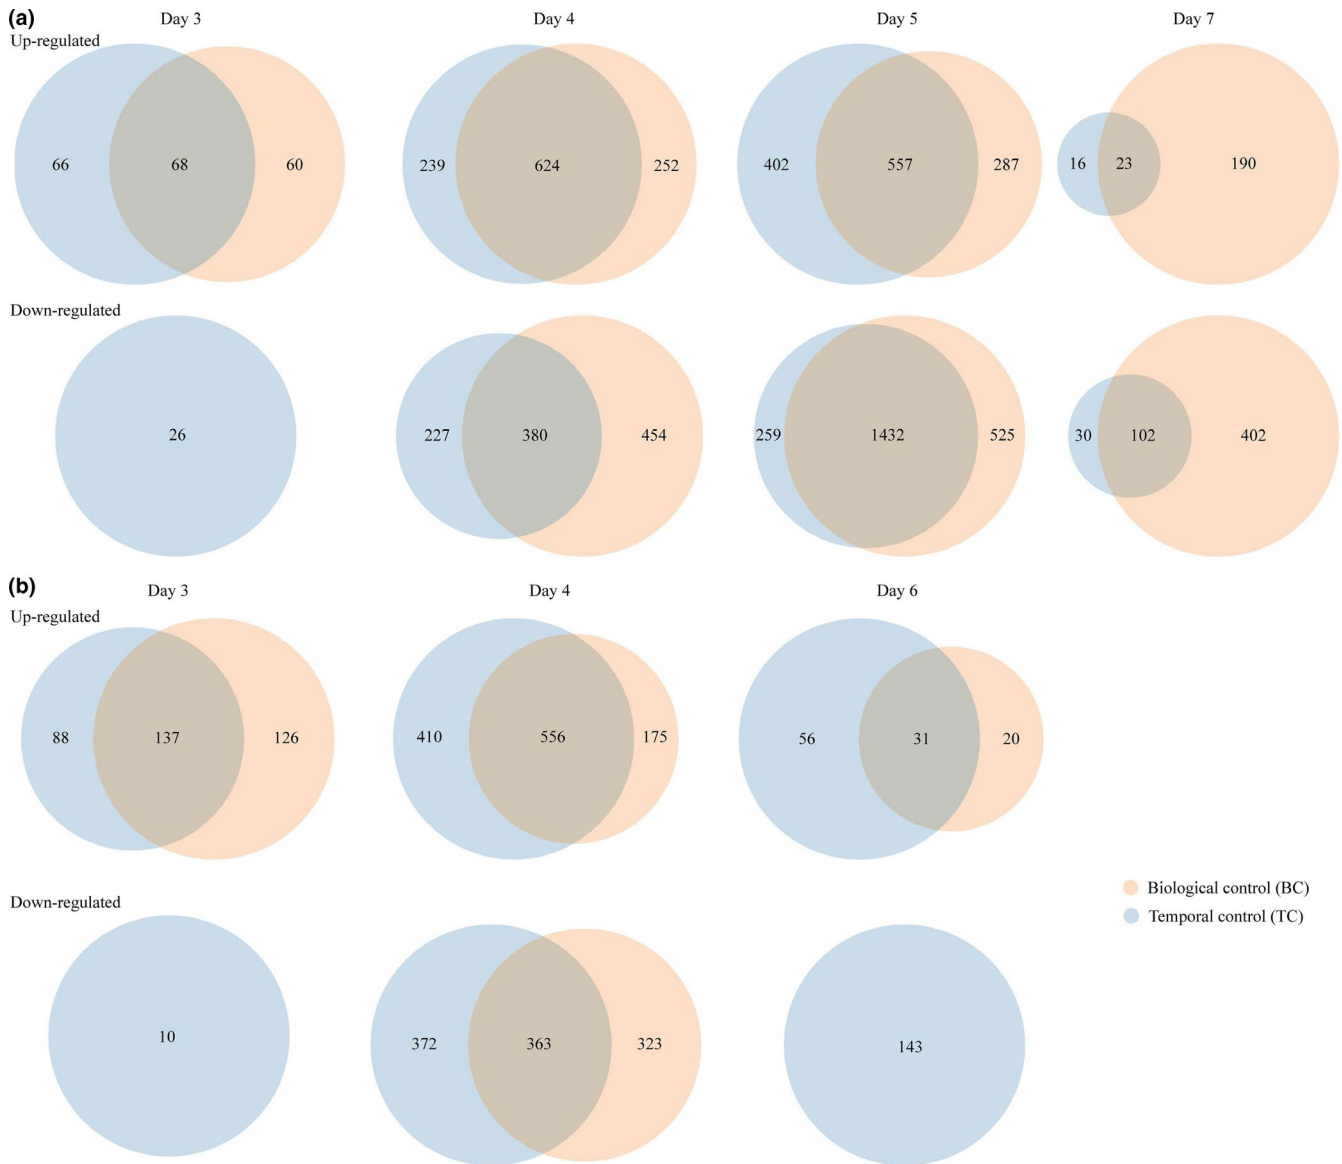 (a)
Day 3
Day 4
Day 5
Day 7
Up-regulated
66
68
60
239
624
252
402
557
287
16
23
190
Down-regulated
26
227
380
454
259
1432
525
30
102
402
(b)
Day 3
Day 4
Day 6
Up-regulated
88
137
126
410
556
175
56
31
20
Biological control (BC)
Temporal control (TC)
Down-regulated
10
372
363
323
143